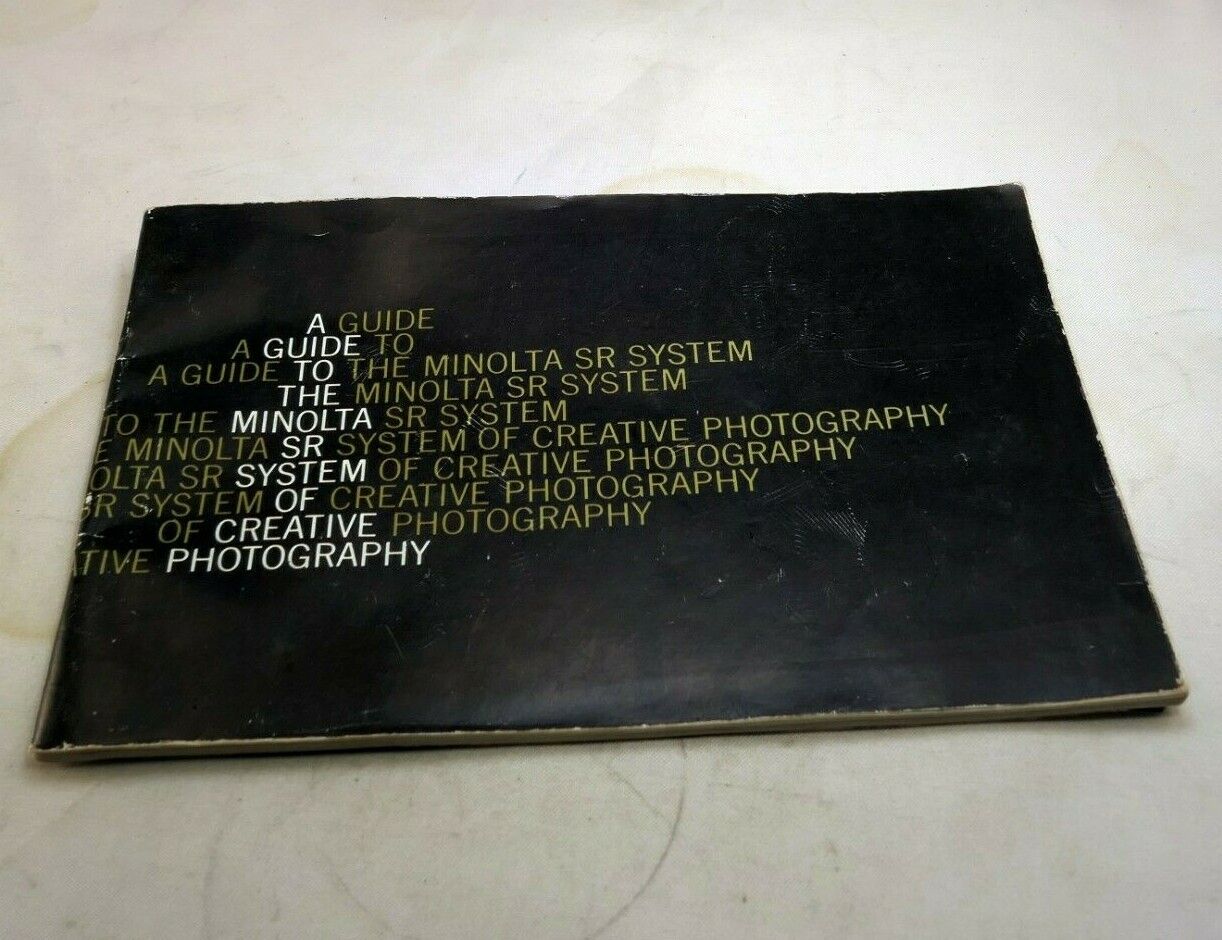 A GUIDE
A GUIDE TO
A GUIDE TO THE MINOLTA SR SYSTEM
THE MINOLTA SR SYSTEM
TO THE MINOLTA SR SYSTEM
E MINOLTA SR SYSTEM OF CREATIVE PHOTOGRAPHY
OLTA SR SYSTEM OF CREATIVE PHOTOGRAPHY
SR SYSTEM OF CREATIVE PHOTOGRAPHY
OF CREATIVE PHOTOGRAPHY
ATIVE PHOTOGRAPHY